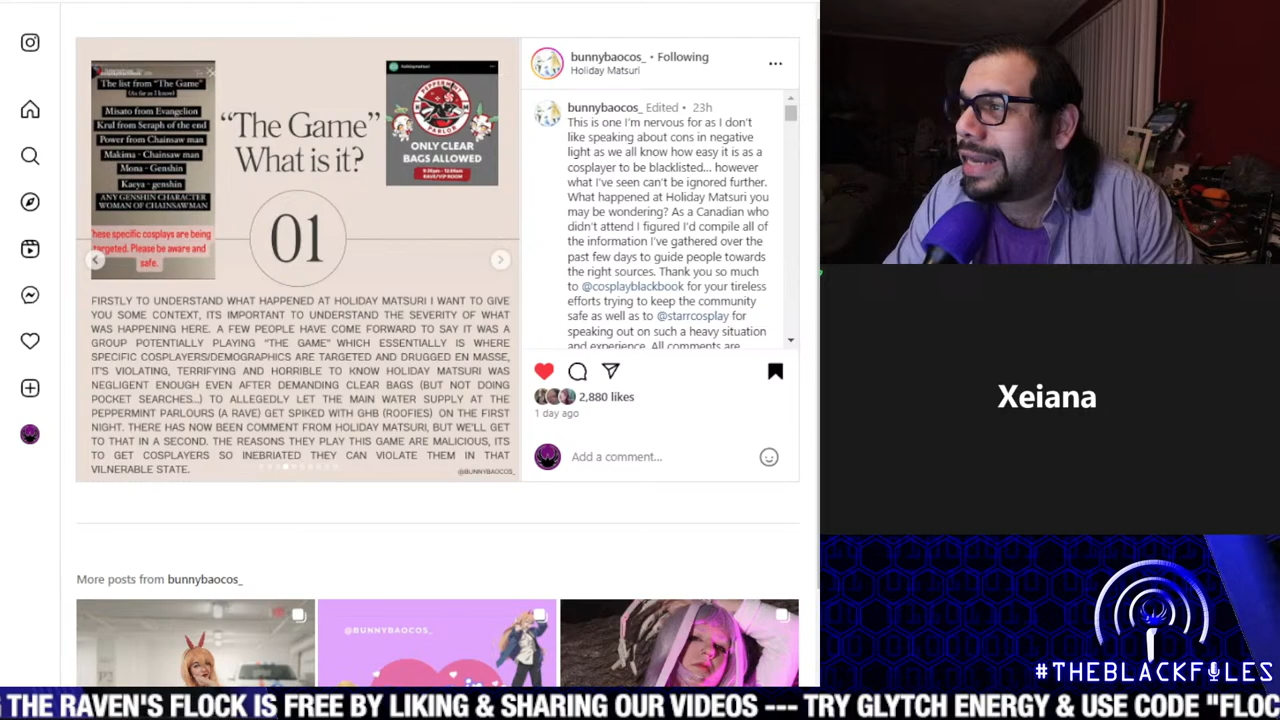 The list from "The Game"
(As far as I know)
Misato from Evangelion
Krul from Seraph of the end
Power from Chainsaw man
Makima - Chainsaw man
Mona - Genshin
Kaeya - genshin
ANY GENSHIN CHARACTER
WOMAN OF CHAINSAWMAN
hese specific cosplays are being
targeted. Please be aware and
safe.
“The Game”
What is it?
01
PEPPERMINT
PARLOR
ONLY CLEAR
BAGS ALLOWED
RAVE/VIP ROOM
FIRSTLY TO UNDERSTAND WHAT HAPPENED AT HOLIDAY MATSURI I WANT TO GIVE
YOU SOME CONTEXT, ITS IMPORTANT TO UNDERSTAND THE SEVERITY OF WHAT
WAS HAPPENING HERE. A FEW PEOPLE HAVE COME FORWARD TO SAY IT WAS A
GROUP POTENTIALLY PLAYING "THE GAME" WHICH ESSENTIALLY IS WHERE
SPECIFIC COSPLAYERS/DEMOGRAPHICS ARE TARGETED AND DRUGGED EN MASSE,
IT'S VIOLATING, TERRIFYING AND HORRIBLE TO KNOW HOLIDAY MATSURI WAS
NEGLIGENT ENOUGH EVEN AFTER DEMANDING CLEAR BAGS (BUT NOT DOING
POCKET SEARCHES...) TO ALLEGEDLY LET THE MAIN WATER SUPPLY AT THE
PEPPERMINT PARLOURS (A RAVE) GET SPIKED WITH GHB (ROOFIES) ON THE FIRST
NIGHT. THERE HAS NOW BEEN COMMENT FROM HOLIDAY MATSURI, BUT WE'LL GET
TO THAT IN A SECOND. THE REASONS THEY PLAY THIS GAME ARE MALICIOUS, ITS
TO GET COSPLAYERS SO INEBRIATED THEY CAN VIOLATE THEM IN THAT
VILNERABLE STATE.
@BUNNYBAOCOS_
bunnybaocos_ • Following
Holiday Matsuri
bunnybaocos_ Edited • 23h
This is one I'm nervous for as I don't
like speaking about cons in negative
light as we all know how easy it is as a
cosplayer to be blacklisted... however
what I've seen can't be ignored further.
What happened at Holiday Matsuri you
may be wondering? As a Canadian who
didn't attend I figured I'd compile all of
the information I've gathered over the
past few days to guide people towards
the right sources. Thank you so much
to @cosplayblackbook for your tireless
efforts trying to keep the community
safe as well as to @starrcosplay for
speaking out on such a heavy situation
and experience. All comments are
2,880 likes
1 day ago
Add a comment...
More posts from bunnybaocos_
@BUNNYBAOCOS_
Xeiana
#THEBLACKFILES
THE RAVEN'S FLOCK IS FREE BY LIKING & SHARING OUR VIDEOS --- TRY GLYTCH ENERGY & USE CODE "FLOC